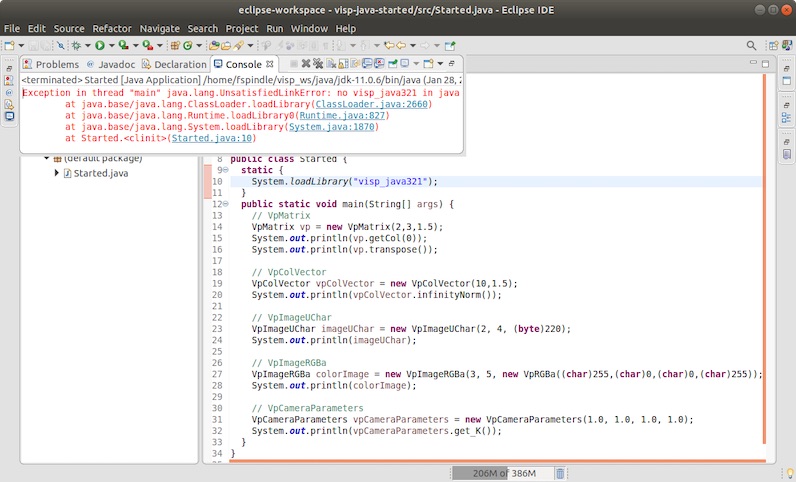 eclipse-workspace - visp-java-started/src/Started.java - Eclipse IDE
File Edit Source Refactor Navigate Search Project Run Window Help
Problems Javadoc Declaration Console
<terminated> Started [Java Application] /home/fspindle/visp_ws/java/jdk-11.0.6/bin/java (Jan 28, 2
Exception in thread "main" java.lang.UnsatisfiedLinkError: no visp_java321 in java
at java.base/java.lang.ClassLoader.loadLibrary(ClassLoader.java:2660)
at java.base/java.lang.Runtime.loadLibrary0(Runtime.java:827)
at java.base/java.lang.System.loadLibrary(System.java:1870)
at Started.<clinit>(Started.java:10)
(default package)
Started.java
8 public class Started {
9 static {
10 System.loadLibrary("visp_java321");
11 }
12 public static void main(String[] args) {
13 // VpMatrix
14 VpMatrix vp = new VpMatrix(2,3,1.5);
15 System.out.println(vp.getCol(0));
16 System.out.println(vp.transpose());
17
18 // VpColVector
19 VpColVector vpColVector = new VpColVector(10,1.5);
20 System.out.println(vpColVector.infinityNorm());
21
22 // VpImageUChar
23 VpImageUChar imageUChar = new VpImageUChar(2, 4, (byte)220);
24 System.out.println(imageUChar);
25
26 // VpImageRGBa
27 VpImageRGBa colorImage = new VpImageRGBa(3, 5, new VpRGBa((char)255,(char)0,(char)0,(char)255));
28 System.out.println(colorImage);
29
30 // VpCameraParameters
31 VpCameraParameters vpCameraParameters = new VpCameraParameters(1.0, 1.0, 1.0, 1.0);
32 System.out.println(vpCameraParameters.get_K());
33 }
34 }
206M of 386M